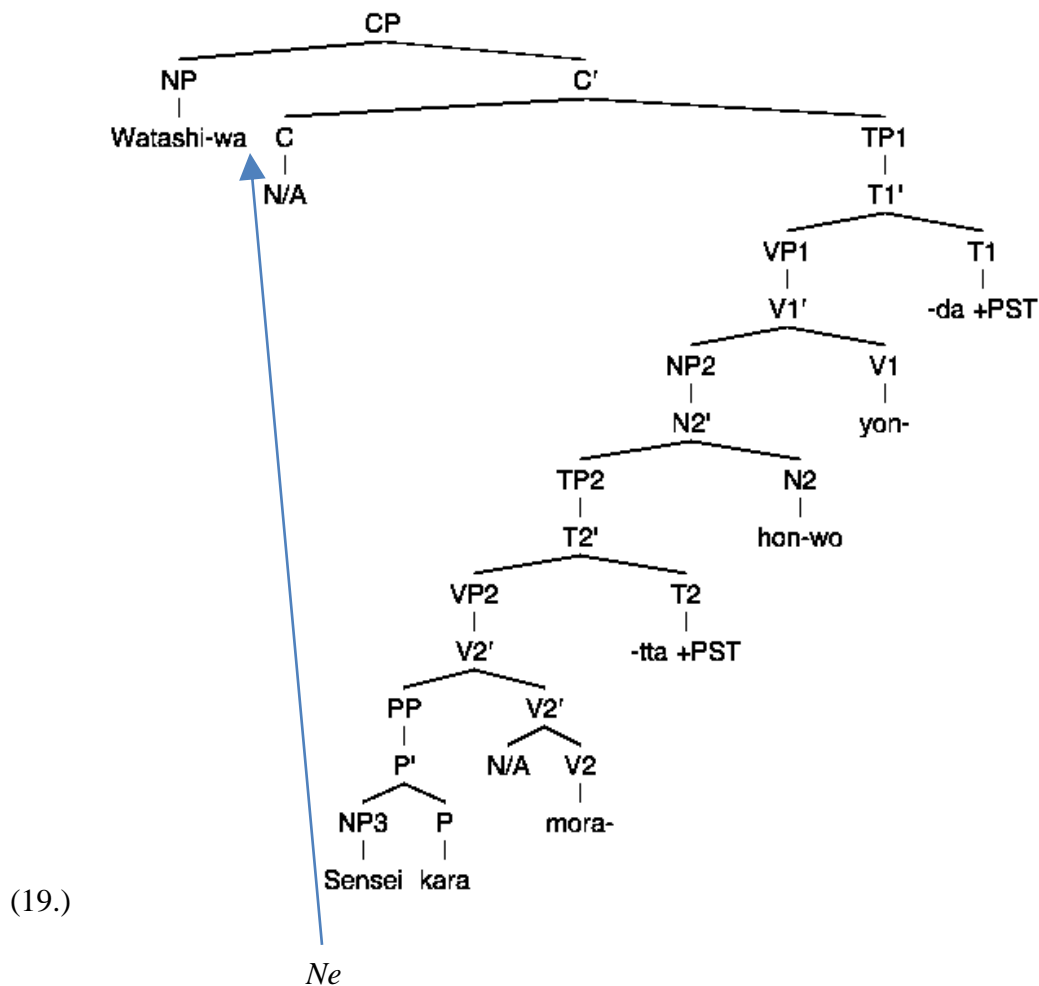 CP
NP C'
Watashi-wa C TP1
N/A T1'
VP1 T1
V1' -da +PST
NP2 V1
N2' yon-
TP2 N2
T2' hon-wo
VP2 T2
V2' -tta +PST
PP V2'
P' N/A V2
NP3 P mora-
Sensei kara
(19.)
Ne